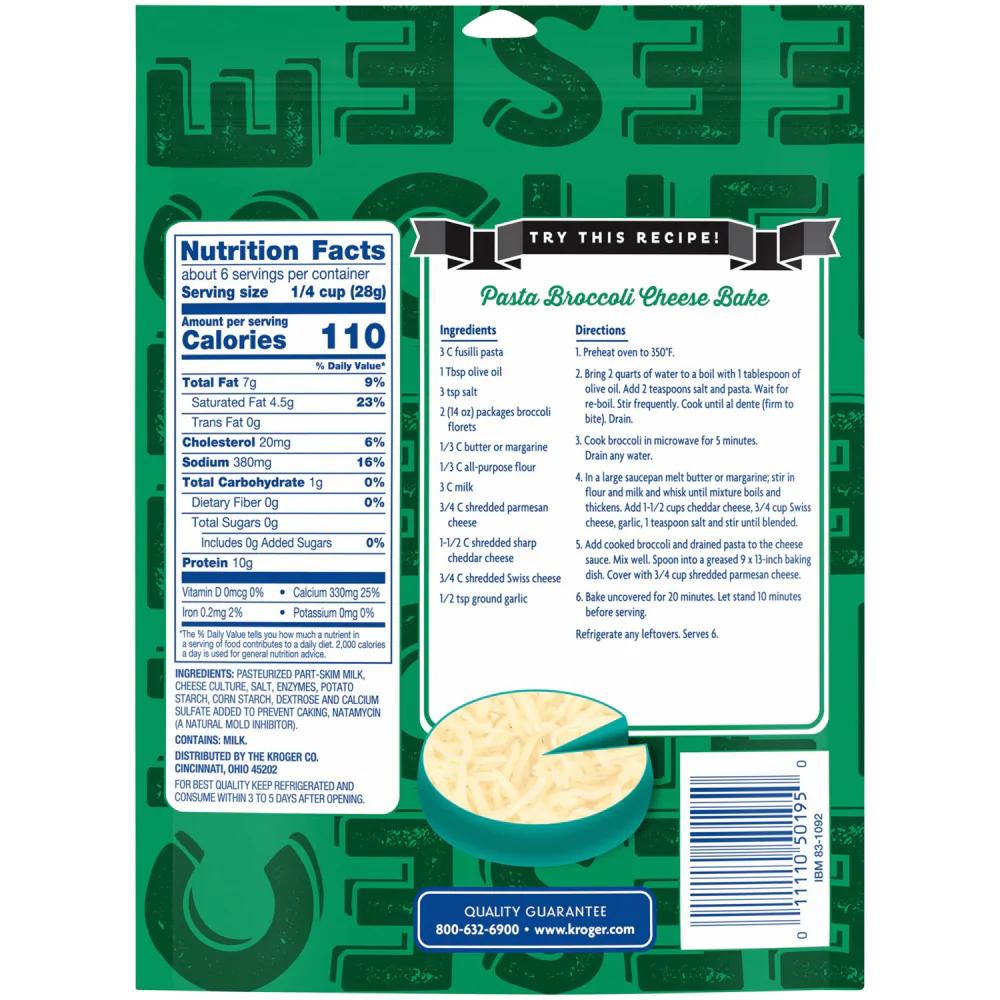 Nutrition Facts
about 6 servings per container
Serving size 1/4 cup (28g)
Amount per serving
Calories 110
% Daily Value*
Total Fat 7g 9%
Saturated Fat 4.5g 23%
Trans Fat 0g
Cholesterol 20mg 6%
Sodium 380mg 16%
Total Carbohydrate 1g 0%
Dietary Fiber 0g 0%
Total Sugars 0g
Includes 0g Added Sugars 0%
Protein 10g
Vitamin D 0mcg 0% • Calcium 330mg 25%
Iron 0.2mg 2% • Potassium 0mg 0%
*The % Daily Value tells you how much a nutrient in
a serving of food contributes to a daily diet. 2,000 calories
a day is used for general nutrition advice.
INGREDIENTS: PASTEURIZED PART-SKIM MILK,
CHEESE CULTURE, SALT, ENZYMES, POTATO
STARCH, CORN STARCH, DEXTROSE AND CALCIUM
SULFATE ADDED TO PREVENT CAKING, NATAMYCIN
(A NATURAL MOLD INHIBITOR).
CONTAINS: MILK.
DISTRIBUTED BY THE KROGER CO.
CINCINNATI, OHIO 45202
FOR BEST QUALITY KEEP REFRIGERATED AND
CONSUME WITHIN 3 TO 5 DAYS AFTER OPENING.
TRY THIS RECIPE!
Pasta Broccoli Cheese Bake
Ingredients
3 C fusilli pasta
1 Tbsp olive oil
3 tsp salt
2 (14 oz) packages broccoli
florets
1/3 C butter or margarine
1/3 C all-purpose flour
3 C milk
3/4 C shredded parmesan
cheese
1-1/2 C shredded sharp
cheddar cheese
3/4 C shredded Swiss cheese
1/2 tsp ground garlic
Directions
1. Preheat oven to 350°F.
2. Bring 2 quarts of water to a boil with 1 tablespoon of
olive oil. Add 2 teaspoons salt and pasta. Wait for
re-boil. Stir frequently. Cook until al dente (firm to
bite). Drain.
3. Cook broccoli in microwave for 5 minutes.
Drain any water.
4. In a large saucepan melt butter or margarine; stir in
flour and milk and whisk until mixture boils and
thickens. Add 1-1/2 cups cheddar cheese, 3/4 cup Swiss
cheese, garlic, 1 teaspoon salt and stir until blended.
5. Add cooked broccoli and drained pasta to the cheese
sauce. Mix well. Spoon into a greased 9 x 13-inch baking
dish. Cover with 3/4 cup shredded parmesan cheese.
6. Bake uncovered for 20 minutes. Let stand 10 minutes
before serving.
Refrigerate any leftovers. Serves 6.
QUALITY GUARANTEE
800-632-6900 • www.kroger.com
0 11110 50195 0
IBM 83-1092